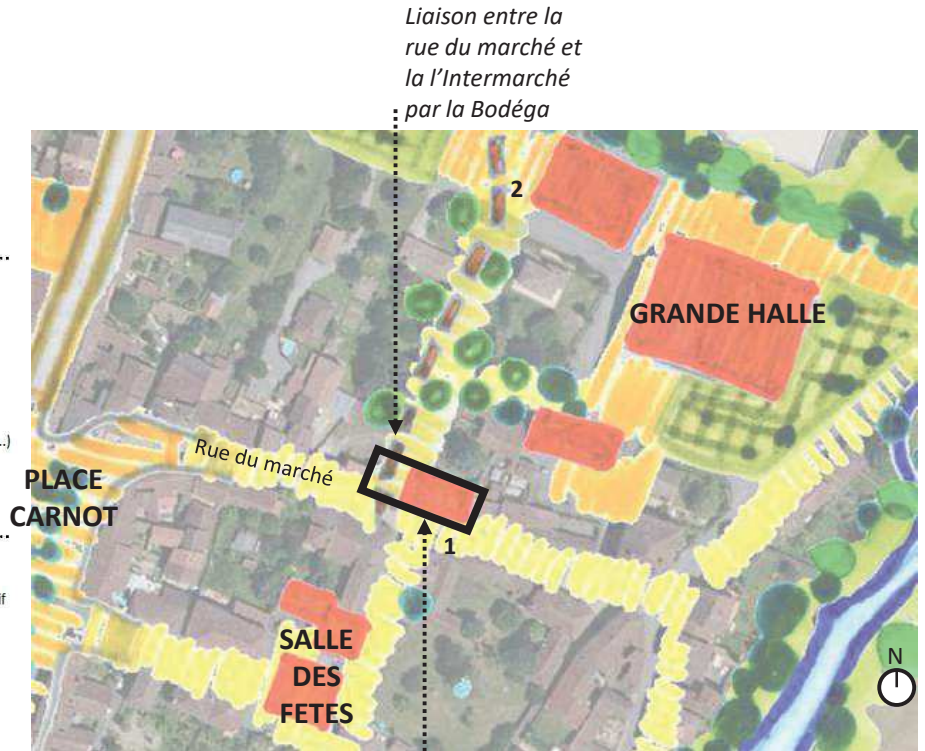 Liaison entre la
rue du marché et
la l'Intermarché
par la Bodéga
2
GRANDE HALLE
..)
Rue du marché
PLACE
CARNOT
1
if
SALLE
DES
FETES
N